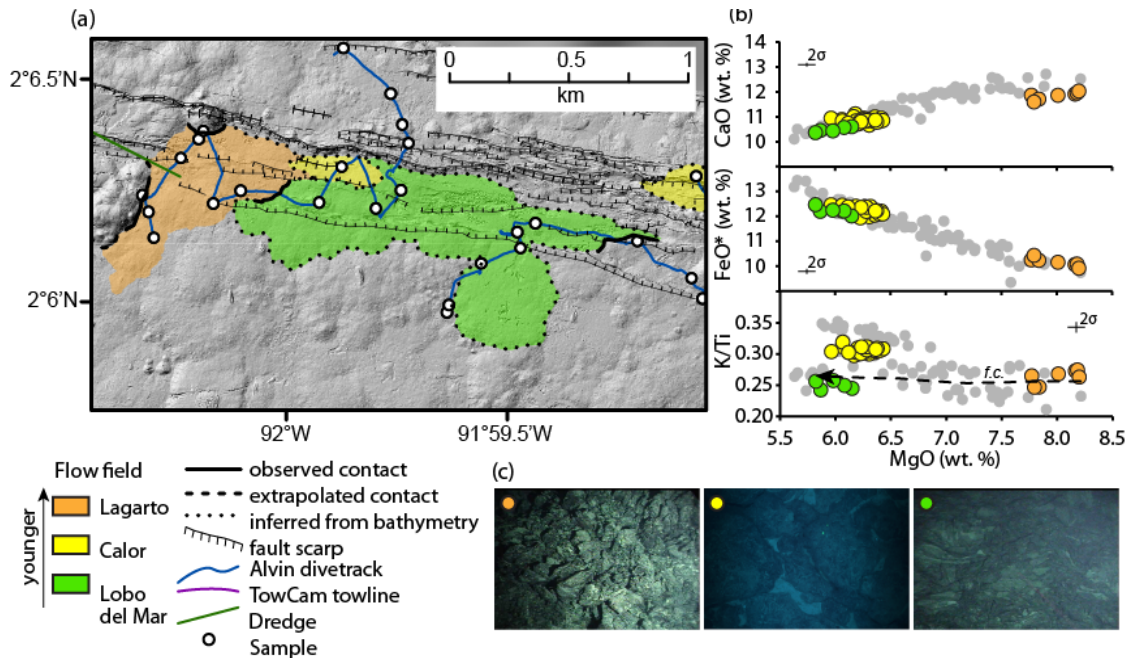 (a)
0
0.5
1
km
2°6.5'N
2°6'N
92°W
91°59.5'W
Flow field
younger
Lagarto
Calor
Lobo
del Mar
observed contact
extrapolated contact
inferred from bathymetry
fault scarp
Alvin divetrack
TowCam towline
Dredge
Sample
(b)
CaO (wt. %)
14
13
12
11
10
2σ
FeO* (wt. %)
13
12
11
10
2σ
K/Ti
0.35
0.30
0.25
0.20
2σ
f.c.
5.5
6.0
6.5
7.0
7.5
8.0
8.5
MgO (wt. %)
(c)